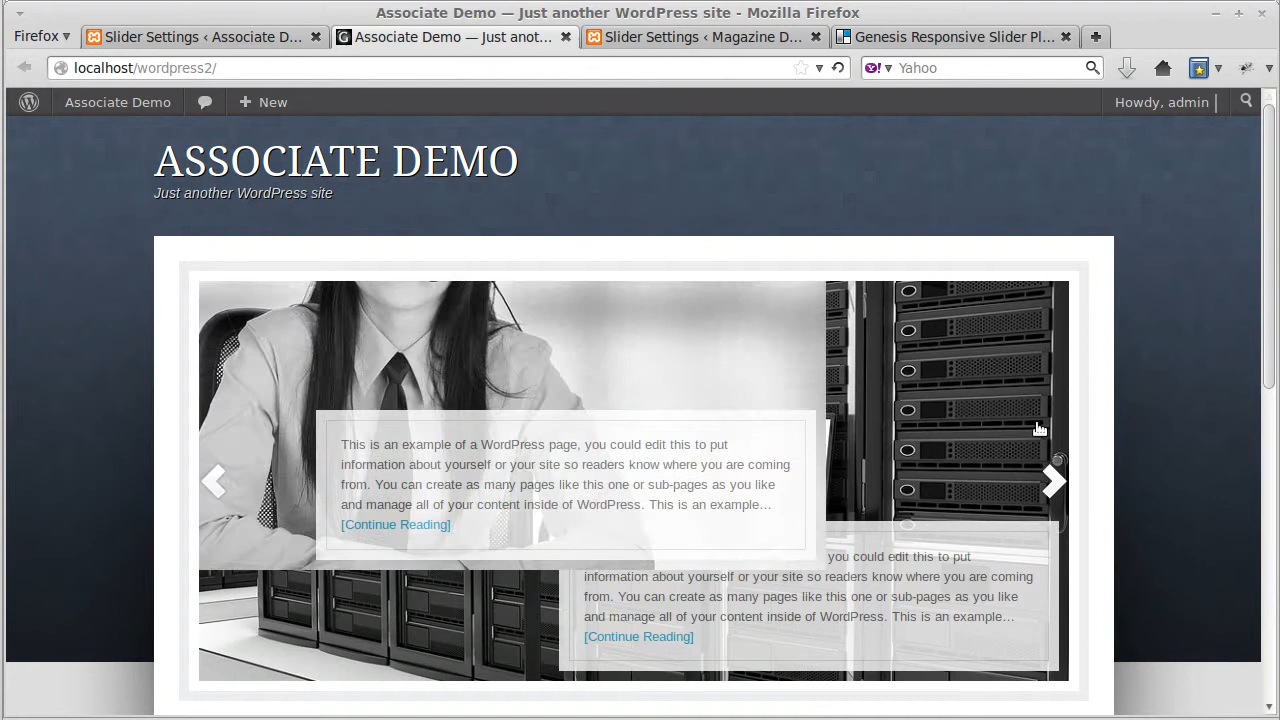 Associate Demo — Just another WordPress site - Mozilla Firefox
Firefox
Slider Settings ‹ Associate D...
Associate Demo — Just anot...
Slider Settings ‹ Magazine D...
Genesis Responsive Slider Pl...
localhost/wordpress2/
Yahoo
Associate Demo
New
Howdy, admin
ASSOCIATE DEMO
Just another WordPress site
This is an example of a WordPress page, you could edit this to put
information about yourself or your site so readers know where you are coming
from. You can create as many pages like this one or sub-pages as you like
and manage all of your content inside of WordPress. This is an example…
[Continue Reading]
you could edit this to put
information about yourself or your site so readers know where you are coming
from. You can create as many pages like this one or sub-pages as you like
and manage all of your content inside of WordPress. This is an example…
[Continue Reading]